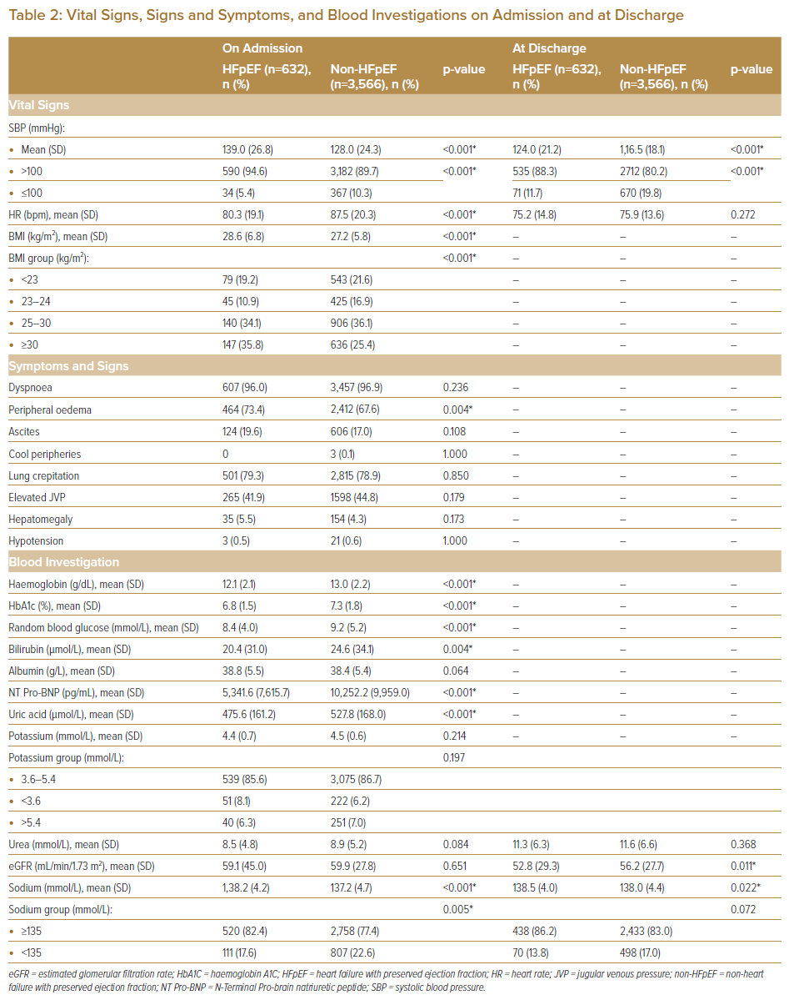 Table 2: Vital Signs, Signs and Symptoms, and Blood Investigations on Admission and at Discharge
On Admission At Discharge
HFpEF (n=632), n (%) Non-HFpEF (n=3,566), n (%) p-value HFpEF (n=632), n (%) Non-HFpEF (n=3,566), n (%) p-value
Vital Signs
SBP (mmHg):
• Mean (SD) 139.0 (26.8) 128.0 (24.3) <0.001* 124.0 (21.2) 1,16.5 (18.1) <0.001*
• >100 590 (94.6) 3,182 (89.7) <0.001* 535 (88.3) 2712 (80.2) <0.001*
• ≤100 34 (5.4) 367 (10.3) 71 (11.7) 670 (19.8)
HR (bpm), mean (SD) 80.3 (19.1) 87.5 (20.3) <0.001* 75.2 (14.8) 75.9 (13.6) 0.272
BMI (kg/m²), mean (SD) 28.6 (6.8) 27.2 (5.8) <0.001* – – –
BMI group (kg/m²): <0.001* – – –
• <23 79 (19.2) 543 (21.6) – – –
• 23–24 45 (10.9) 425 (16.9) – – –
• 25–30 140 (34.1) 906 (36.1) – – –
• ≥30 147 (35.8) 636 (25.4) – – –
Symptoms and Signs
Dyspnoea 607 (96.0) 3,457 (96.9) 0.236 – – –
Peripheral oedema 464 (73.4) 2,412 (67.6) 0.004* – – –
Ascites 124 (19.6) 606 (17.0) 0.108 – – –
Cool peripheries 0 3 (0.1) 1.000 – – –
Lung crepitation 501 (79.3) 2,815 (78.9) 0.850 – – –
Elevated JVP 265 (41.9) 1598 (44.8) 0.179 – – –
Hepatomegaly 35 (5.5) 154 (4.3) 0.173 – – –
Hypotension 3 (0.5) 21 (0.6) 1.000 – – –
Blood Investigation
Haemoglobin (g/dL), mean (SD) 12.1 (2.1) 13.0 (2.2) <0.001* – – –
HbA1c (%), mean (SD) 6.8 (1.5) 7.3 (1.8) <0.001* – – –
Random blood glucose (mmol/L), mean (SD) 8.4 (4.0) 9.2 (5.2) <0.001* – – –
Bilirubin (μmol/L), mean (SD) 20.4 (31.0) 24.6 (34.1) 0.004* – – –
Albumin (g/L), mean (SD) 38.8 (5.5) 38.4 (5.4) 0.064 – – –
NT Pro-BNP (pg/mL), mean (SD) 5,341.6 (7,615.7) 10,252.2 (9,959.0) <0.001* – – –
Uric acid (μmol/L), mean (SD) 475.6 (161.2) 527.8 (168.0) <0.001* – – –
Potassium (mmol/L), mean (SD) 4.4 (0.7) 4.5 (0.6) 0.214 – – –
Potassium group (mmol/L): 0.197
• 3.6–5.4 539 (85.6) 3,075 (86.7)
• <3.6 51 (8.1) 222 (6.2)
• >5.4 40 (6.3) 251 (7.0)
Urea (mmol/L), mean (SD) 8.5 (4.8) 8.9 (5.2) 0.084 11.3 (6.3) 11.6 (6.6) 0.368
eGFR (mL/min/1.73 m²), mean (SD) 59.1 (45.0) 59.9 (27.8) 0.651 52.8 (29.3) 56.2 (27.7) 0.011*
Sodium (mmol/L), mean (SD) 1,38.2 (4.2) 137.2 (4.7) <0.001* 138.5 (4.0) 138.0 (4.4) 0.022*
Sodium group (mmol/L): 0.005* 0.072
• ≥135 520 (82.4) 2,758 (77.4) 438 (86.2) 2,433 (83.0)
• <135 111 (17.6) 807 (22.6) 70 (13.8) 498 (17.0)
eGFR = estimated glomerular filtration rate; HbA1C = haemoglobin A1C; HFpEF = heart failure with preserved ejection fraction; HR = heart rate; JVP = jugular venous pressure; non-HFpEF = non-heart
failure with preserved ejection fraction; NT Pro-BNP = N-Terminal Pro-brain natriuretic peptide; SBP = systolic blood pressure.